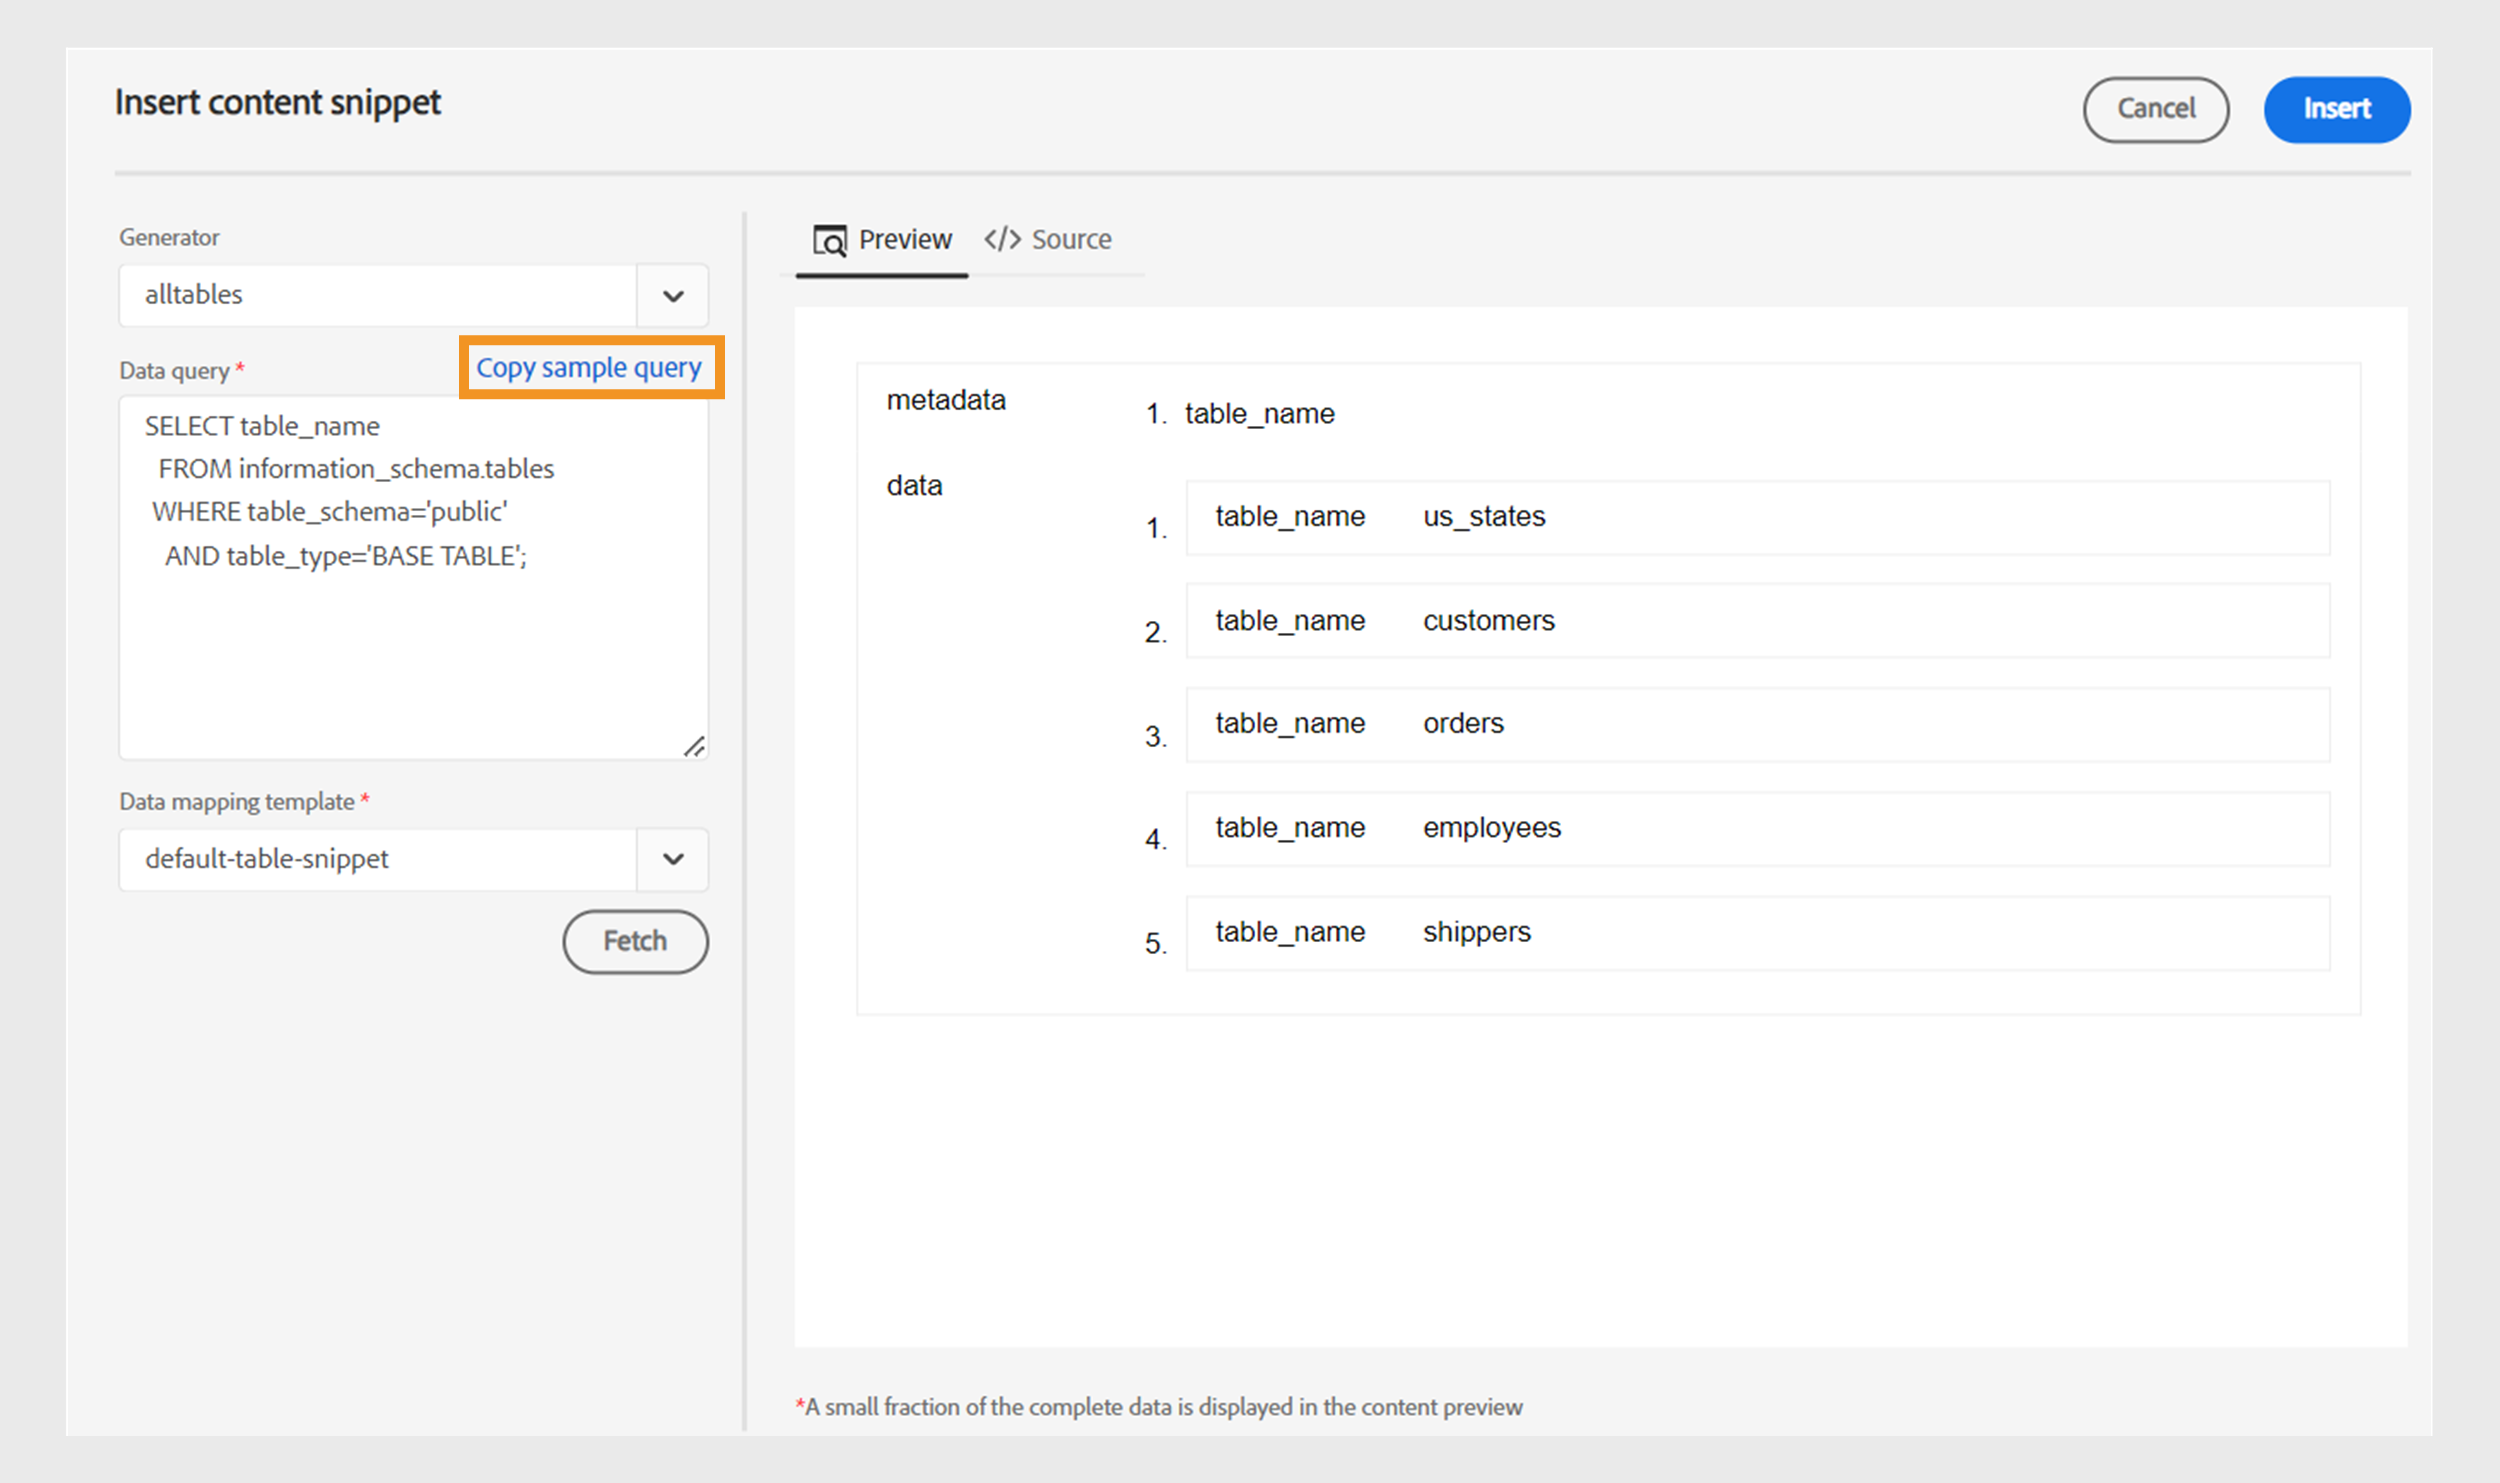 Insert content snippet
Cancel
Insert
Generator
alltables
Data query *
Copy sample query
SELECT table_name
FROM information_schema.tables
WHERE table_schema='public'
AND table_type='BASE TABLE';
Data mapping template *
default-table-snippet
Fetch
Preview
</> Source
metadata
1. table_name
data
1. table_name us_states
2. table_name customers
3. table_name orders
4. table_name employees
5. table_name shippers
*A small fraction of the complete data is displayed in the content preview